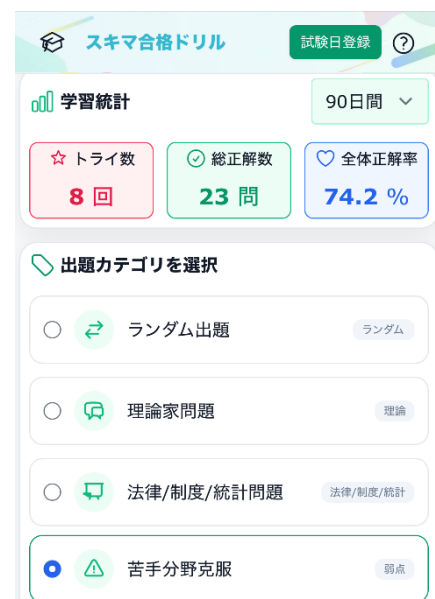 スキマ合格ドリル 試験日登録 ?
学習統計 90日間
トライ数 総正解数 全体正解率
8 回 23 問 74.2 %
出題カテゴリを選択
ランダム出題 ランダム
理論家問題 理論
法律/制度/統計問題 法律/制度/統計
苦手分野克服 弱点